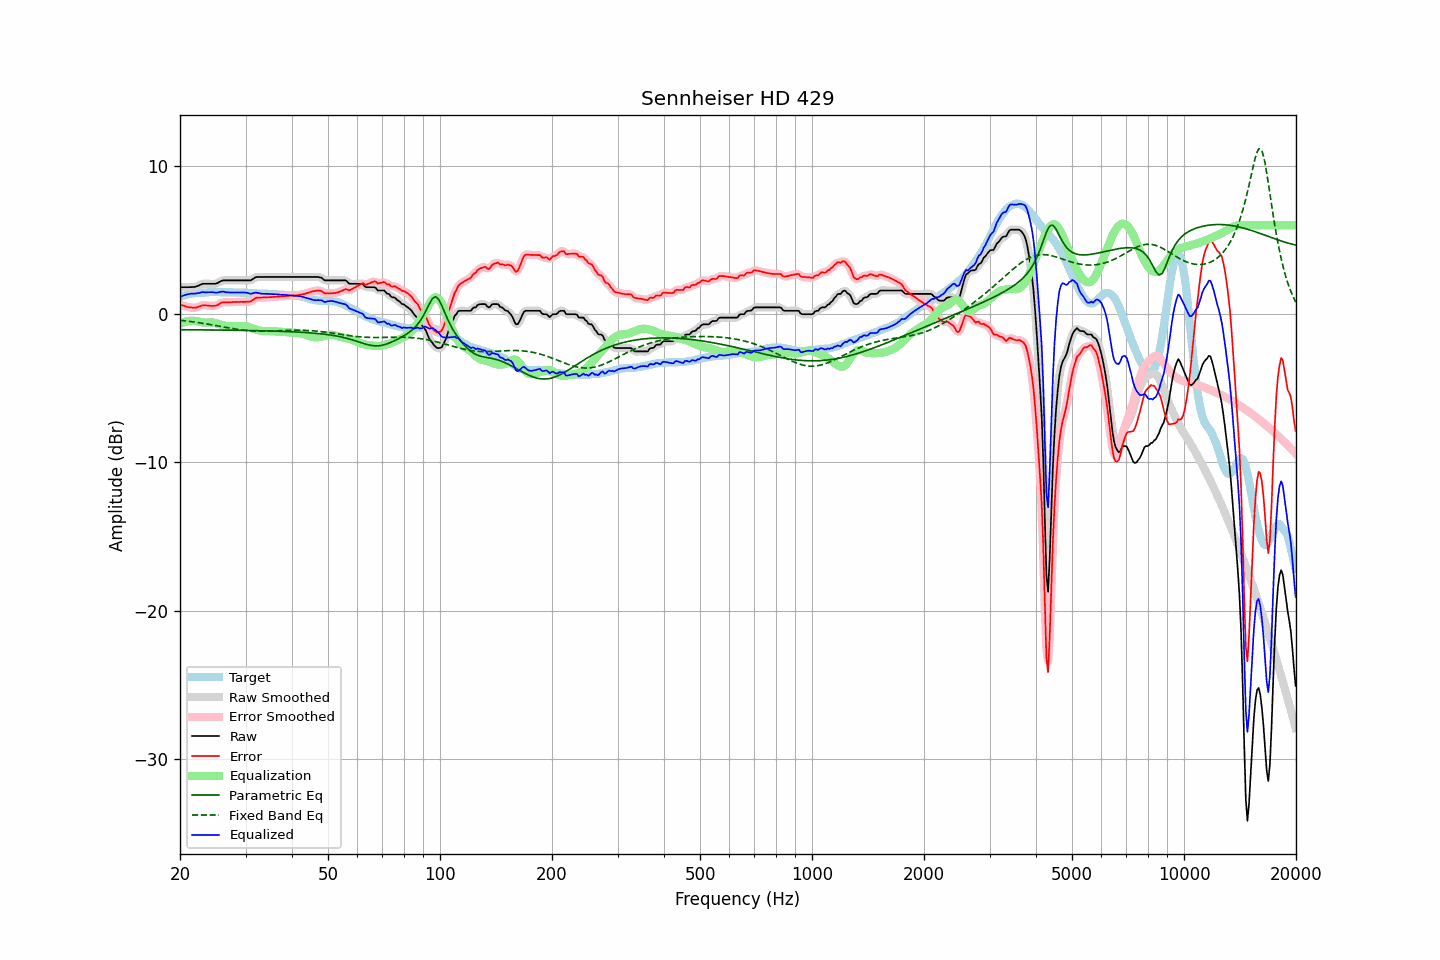 Sennheiser HD 429
Amplitude (dBr)
10
0
−10
−20
−30
Target
Raw Smoothed
Error Smoothed
Raw
Error
Equalization
Parametric Eq
Fixed Band Eq
Equalized
20 50 100 200 500 1000 2000 5000 10000 20000
Frequency (Hz)